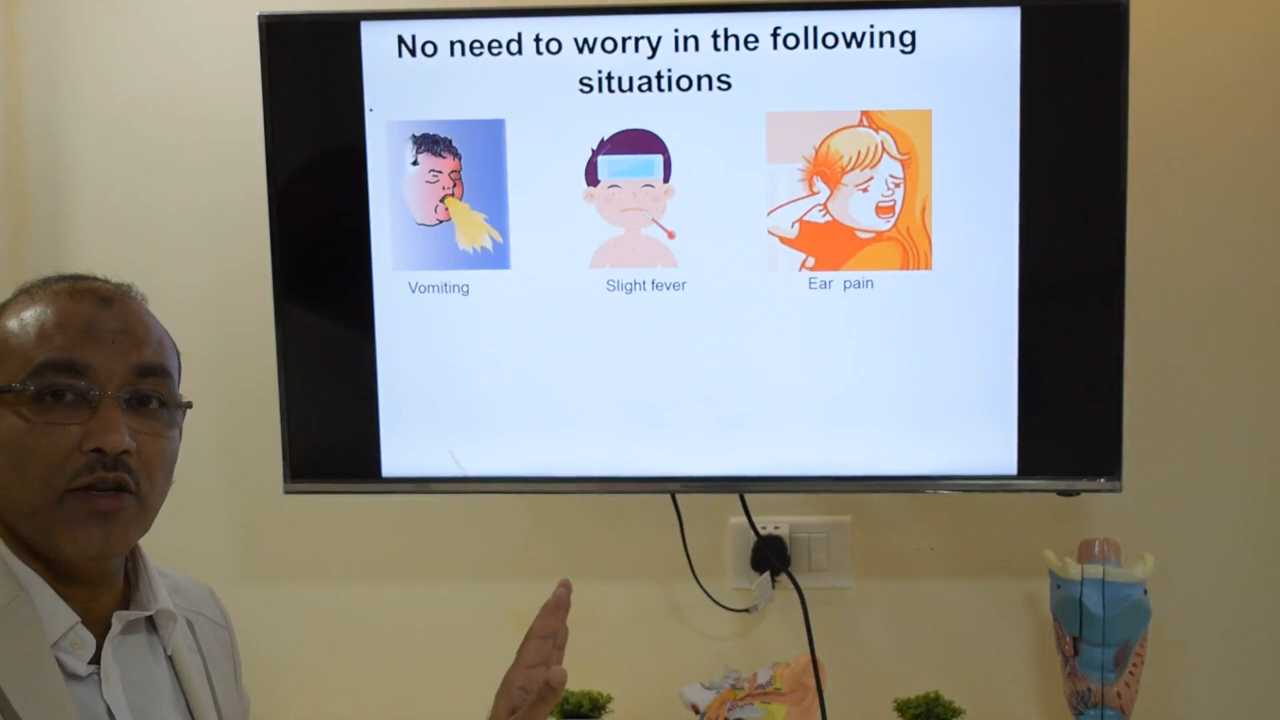 No need to worry in the following
situations
Vomiting
Slight fever
Ear pain